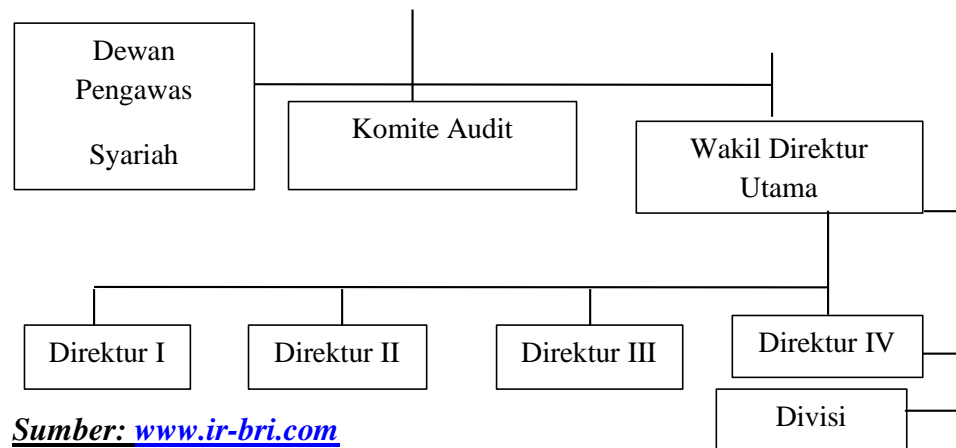 Dewan
Pengawas
Syariah
Komite Audit
Wakil Direktur
Utama
Direktur I
Direktur II
Direktur III
Direktur IV
Divisi
Sumber: www.ir-bri.com